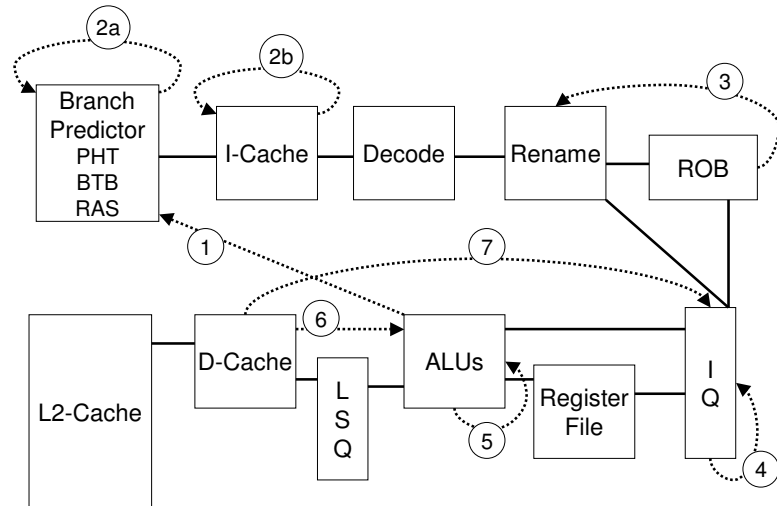 2a
2b
3
Branch
Predictor
PHT
BTB
RAS
I-Cache
Decode
Rename
ROB
1
7
6
L2-Cache
D-Cache
L
S
Q
ALUs
5
Register
File
I
Q
4